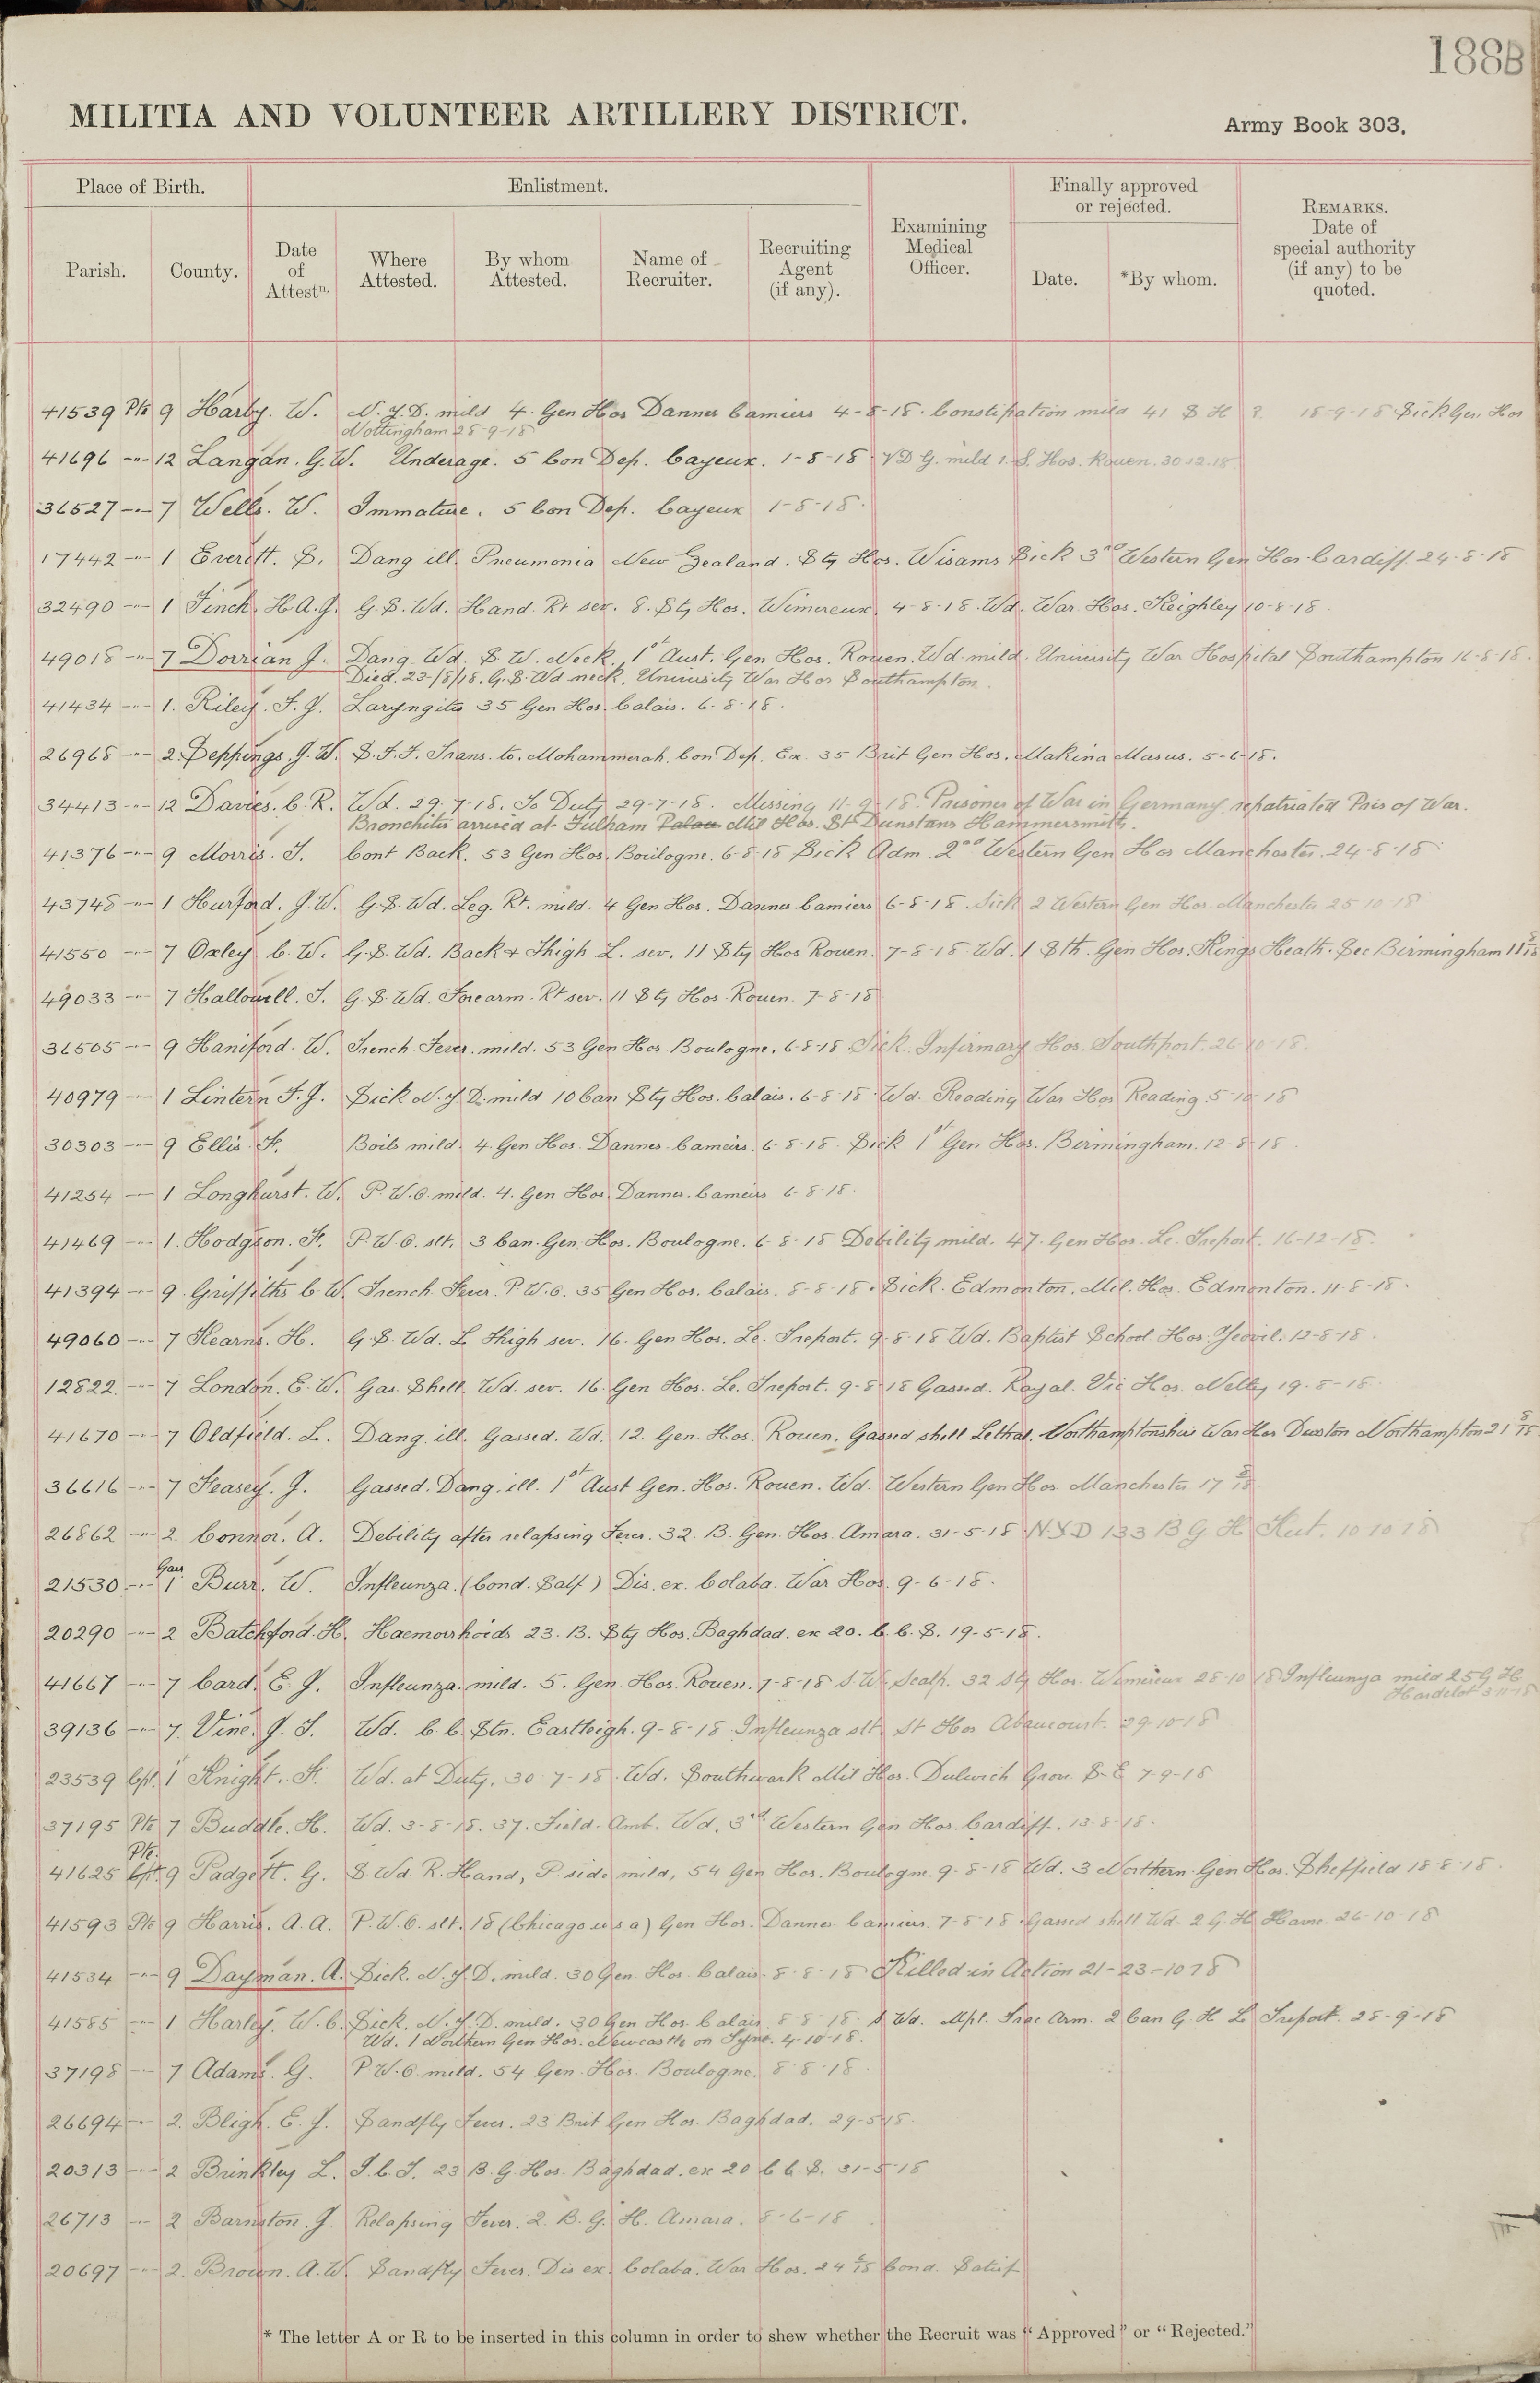 188B
MILITIA AND VOLUNTEER ARTILLERY DISTRICT.
Army Book 303.
Place of Birth. Enlistment. Examining Medical Officer. Finally approved or rejected. REMARKS. Date of special authority (if any) to be quoted.
Parish. County. Date of Attestn. Where Attested. By whom Attested. Name of Recruiter. Recruiting Agent (if any). Date. *By whom.
41539 Pte 9 Harby. W. N.Y.D. mild 4. Gen Hos Dannes Camiers 4-8-18. Constipation mild 41 S H 18-9-18 Sick Gen. Hos
Nottingham 28-9-18
41696 -"- 12 Langan. G.W. Underage. 5 Con Dep. Cayeux. 1-8-18. V D G. mild 1. S. Hos. Rouen. 30-12-18
36527 -"- 7 Wells. W. Immature. 5 Con Dep. Cayeux 1-8-18.
17442 -"- 1 Everitt. S. Dang ill. Pneumonia New Zealand. Sty Hos. Wisams Sick 3rd Western Gen Hos. Cardiff. 24-8-18
32490 -"- 1 Finch. H.A.J. G.S. Wd. Hand. Rt sev. 8. Sty Hos. Wimereux. 4-8-18. Wd. War. Hos. Keighley 10-8-18.
49018 -"- 7 Dorrian J. Dang. Wd. S. W. Neck. 1st Aust. Gen Hos. Rouen. Wd. mild. University War Hospital Southampton 16-8-18.
Died. 23-/8/18. G.S. Wd neck. University War Hos Southampton.
41434 -"- 1. Riley. F. J. Laryngitis 35 Gen Hos. Calais. 6-8-18.
26968 -"- 2. Seppings. J. W. S.F.F. Trans. to. Mohammerah. Con Dep. Ex. 35 Brit Gen Hos. Makina Masus. 5-6-18.
34413 -"- 12 Davies. C. R. Wd. 29-7-18. To Duty 29-7-18. Missing 11-9-18. Prisoner of War in Germany. repatriated Pris of War.
Bronchitis arrived at Fulham Palace Mil Hos. St Dunstans Hammersmith.
41376 -"- 9 Morris. T. Cont Back. 53 Gen Hos. Boulogne. 6-8-18 Sick Adm. 2nd Western Gen Hos Manchester. 24-8-18
43748 -"- 1 Hurford. J.W. G.S. Wd. Leg. Rt. mild. 4 Gen Hos. Dannes Camiers 6-8-18. Sick 2 Western Gen Hos. Manchester 25 10 18
41550 -"- 7 Oxley C. W. G.S. Wd. Back & Thigh L. sev. 11 Sty Hos Rouen. 7-8-18. Wd. 1 Sth. Gen Hos. Kings Heath. Sec Birmingham 11 8/18
49033 -"- 7 Hallowell. T. G.S. Wd. Forearm. Rt sev. 11 Sty Hos Rouen. 7-8-18
36505 -"- 9 Haniford. W. Trench Fever. mild. 53 Gen Hos. Boulogne. 6-8-18 Sick. Infirmary Hos. Southport. 26-10-18.
40979 -"- 1 Lintern F. J. Sick N.Y.D. mild 10 Can Sty Hos. Calais. 6-8-18. Wd. Reading War Hos Reading. 5-10-18
30303 -"- 9 Ellis. F. Boils mild. 4. Gen Hos. Dannes. Cameirs. 6-8-18. Sick 1st Gen Hos. Birmingham. 12-8-18.
41254 -"- 1 Longhurst. W. P.W.O. mild. 4. Gen Hos. Dannes. Cameirs 6-8-18.
41469 -"- 1. Hodgson. F. P.W.O. slt. 3 Can. Gen Hos. Boulogne. 6-8-18 Debility mild. 47. Gen Hos. Le. Treport. 16-12-18.
41394 -"- 9. Griffiths C. W. Trench Fever. P.W.O. 35 Gen Hos. Calais. 8-8-18. Sick. Edmonton. Mil. Hos. Edmonton. 11-8-18.
49060 -"- 7 Kearns. H. G.S. Wd. L Thigh sev. 16. Gen Hos. Le. Treport. 9-8-18 Wd. Baptist School Hos. Yeovil. 12-8-18.
12822 -"- 7 London. E. W. Gas. Shell. Wd. sev. 16 Gen Hos. Le. Treport. 9-8-18 Gassed. Royal. Vic Hos. Netley 19-8-18.
41670 -"- 7 Oldfield. L. Dang. ill. Gassed. Wd. 12. Gen. Hos. Rouen. Gassed shell Lethal. Northamptonshire War Hos Duston Northampton 21 8/18
36616 -"- 7 Feasey. J. Gassed. Dang. ill. 1st Aust Gen. Hos. Rouen. Wd. Western Gen Hos Manchester 17 8/18
26862 -"- 2. Connor. A. Debility after relapsing Fever. 32. B. Gen. Hos. Amara. 31-5-18 N.Y.D 133 B G H Kut. 10 10 18
21530 -"- Gar 1 Burr. W. Infleunza. (Cond. Satf) Dis. ex. Colaba. War Hos. 9-6-18.
20290 -"- 2 Batchford. H. Haemorrhoids 23. B. Sty Hos. Baghdad. ex 20. C. C. S. 19-5-18.
41667 -"- 7 Card. E. J. Infleunza. mild. 5. Gen. Hos. Rouen. 7-8-18 S.W. Scalp. 32 Sty Hos. Wimereux 28-10-18 Infleunza mild 25 G H.
Hardelot 3-11-18
39136 -"- 7. Vine. J. T. Wd. C. C. Stn. Eastleigh. 9-8-18. Infleunza slt. St Hos Abancourt. 29-10-18
23539 Cpl. 1 Knight. F. Wd. at Duty. 30-7-18. Wd. Southwark Mil Hos. Dulwich Grove S-E 7-9-18
37195 Pte 7 Buddle. H. Wd. 3-8-18. 37. Field. Amb. Wd. 3rd Western Gen Hos. Cardiff. 13-8-18.
Pte.
41625 Cpl. 9 Padgett. G. S Wd. R. Hand, P side mild, 54 Gen Hos. Boulogne. 9-8-18 Wd. 3 Northern Gen Hos. Sheffield 18-8-18.
41593 Pte 9 Harris. A. A. P.W.O. slt. 18 (Chicago u s a) Gen Hos. Dannes Camiers. 7-8-18. Gassed shell Wd. 2 G. H Havre. 26-10-18
41534 -"- 9 Dayman. A. Sick. N.Y.D. mild. 30 Gen. Hos. Calais. 8-8-18 Killed in Action 21-23-10 18
41585 -"- 1 Harley. W. C. Sick. N.Y.D. mild. 30 Gen Hos. Calais. 8-8-18. S Wd. Mpl. Frac Arm. 2 Can G. H Le Treport. 28-9-18
Wd. 1 Northern Gen Hos. Newcastle on Tyne. 4-10-18.
37198 -"- 7 Adams. G. P.W.O. mild. 54 Gen. Hos. Boulogne. 8-8-18.
26694 -"- 2. Bligh. E. J. Sandfly Fever. 23 Brit Gen Hos. Baghdad. 29-5-18.
20313 -"- 2 Brinkley L. I.C.T. 23 B. G. Hos. Baghdad. ex 20 C C. S. 31-5-18
26713 -"- 2 Barnston. J. Relapsing Fever. 2. B. G. H. Amara. 8-6-18
20697 -"- 2. Brown. A. W. Sandfly Fever. Dis ex. Colaba. War Hos. 24 5/18 Cond. Satisf
* The letter A or R to be inserted in this column in order to shew whether the Recruit was "Approved" or "Rejected."